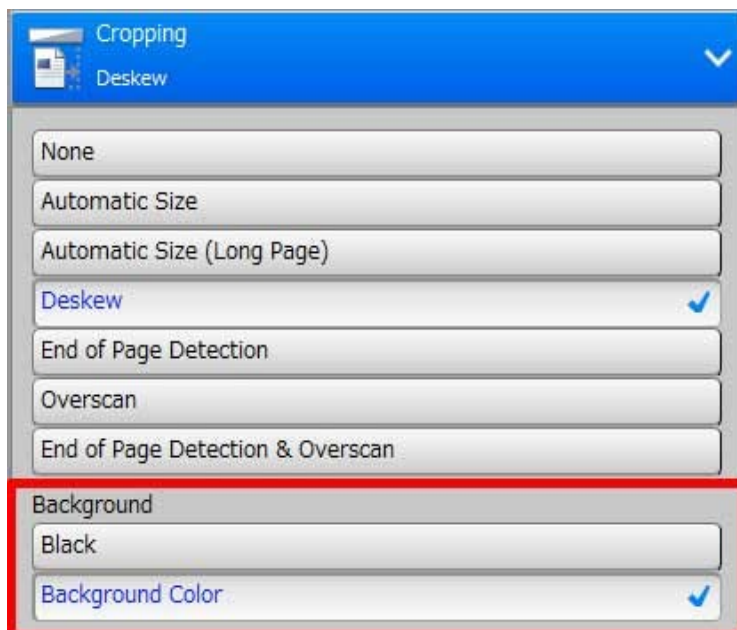 Cropping
Deskew
None
Automatic Size
Automatic Size (Long Page)
Deskew
End of Page Detection
Overscan
End of Page Detection & Overscan
Background
Black
Background Color